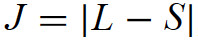 J = |L − S|